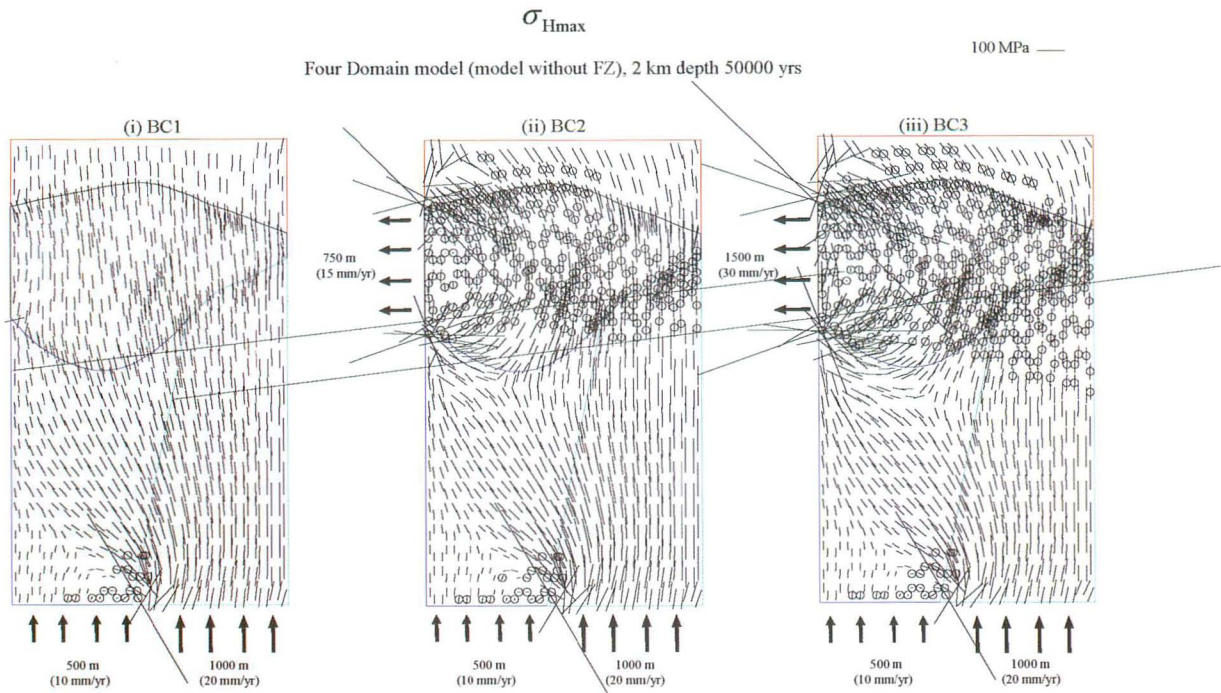 σHmax
100 MPa
Four Domain model (model without FZ), 2 km depth 50000 yrs
(i) BC1
(ii) BC2
(iii) BC3
750 m
(15 mm/yr)
1500 m
(30 mm/yr)
500 m
(10 mm/yr)
1000 m
(20 mm/yr)
500 m
(10 mm/yr)
1000 m
(20 mm/yr)
500 m
(10 mm/yr)
1000 m
(20 mm/yr)